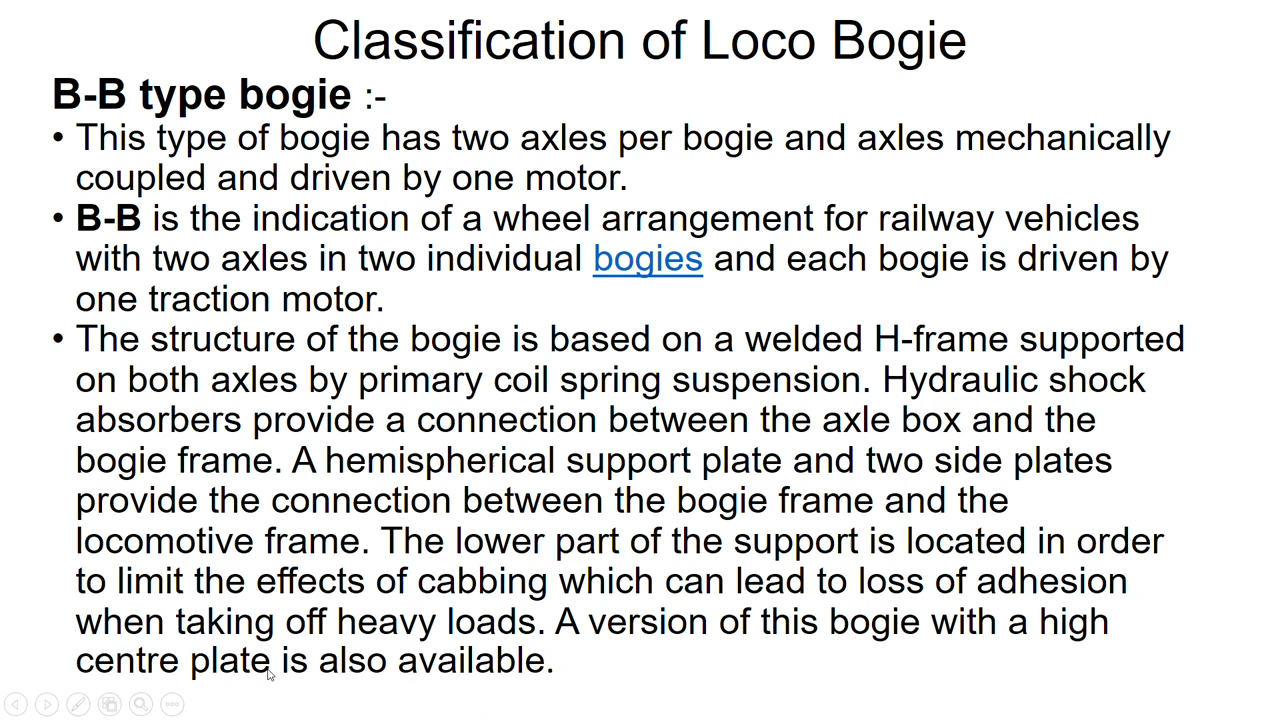 Classification of Loco Bogie
B-B type bogie :-
• This type of bogie has two axles per bogie and axles mechanically
coupled and driven by one motor.
• B-B is the indication of a wheel arrangement for railway vehicles
with two axles in two individual bogies and each bogie is driven by
one traction motor.
• The structure of the bogie is based on a welded H-frame supported
on both axles by primary coil spring suspension. Hydraulic shock
absorbers provide a connection between the axle box and the
bogie frame. A hemispherical support plate and two side plates
provide the connection between the bogie frame and the
locomotive frame. The lower part of the support is located in order
to limit the effects of cabbing which can lead to loss of adhesion
when taking off heavy loads. A version of this bogie with a high
centre plate is also available.